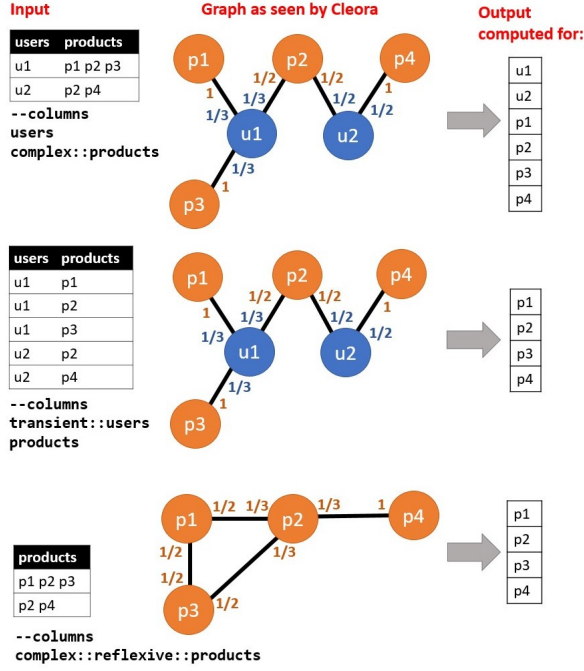 Input
Graph as seen by Cleora
Output
computed for:
users products
u1 p1 p2 p3
u2 p2 p4
--columns
users
complex::products
p1 p2 p4
1 1/2 1/2 1
1/3 1/3 1/2 1/2
u1 u2
1/3
1
p3
u1
u2
p1
p2
p3
p4
users products
u1 p1
u1 p2
u1 p3
u2 p2
u2 p4
--columns
transient::users
products
p1 p2 p4
1 1/2 1/2 1
1/3 1/3 1/2 1/2
u1 u2
1/3
1
p3
p1
p2
p3
p4
products
p1 p2 p3
p2 p4
--columns
complex::reflexive::products
p1 1/2 1/3 p2 1/3 1 p4
1/2 1/3
1/2
p3 1/2
p1
p2
p3
p4